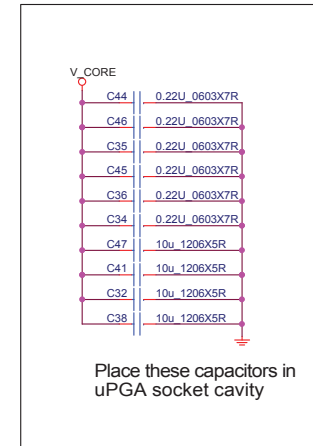 V_CORE
C44 0.22U_0603X7R
C46 0.22U_0603X7R
C35 0.22U_0603X7R
C45 0.22U_0603X7R
C36 0.22U_0603X7R
C34 0.22U_0603X7R
C47 10u_1206X5R
C41 10u_1206X5R
C32 10u_1206X5R
C38 10u_1206X5R
Place these capacitors in
uPGA socket cavity